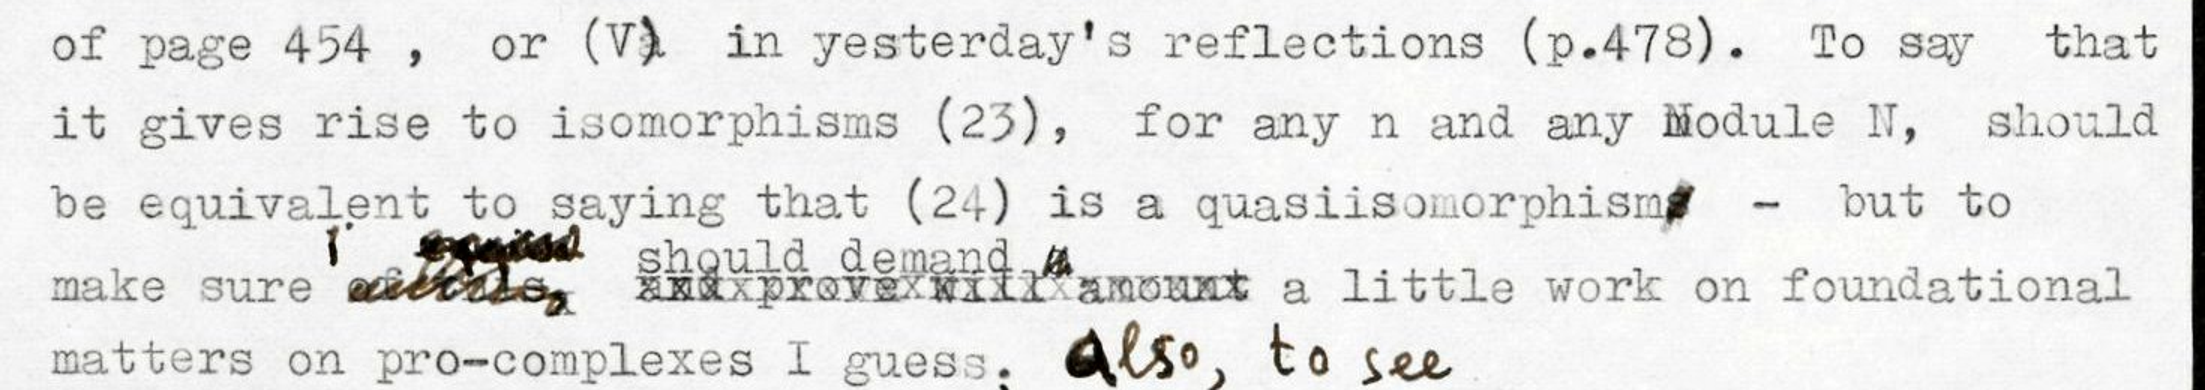 of page 454 , or (V) in yesterday's reflections (p.478). To say that
it gives rise to isomorphisms (23), for any n and any Module N, should
be equivalent to saying that (24) is a quasiisomorphism - but to
should demand
make sure a little work on foundational
matters on pro-complexes I guess. Also, to see